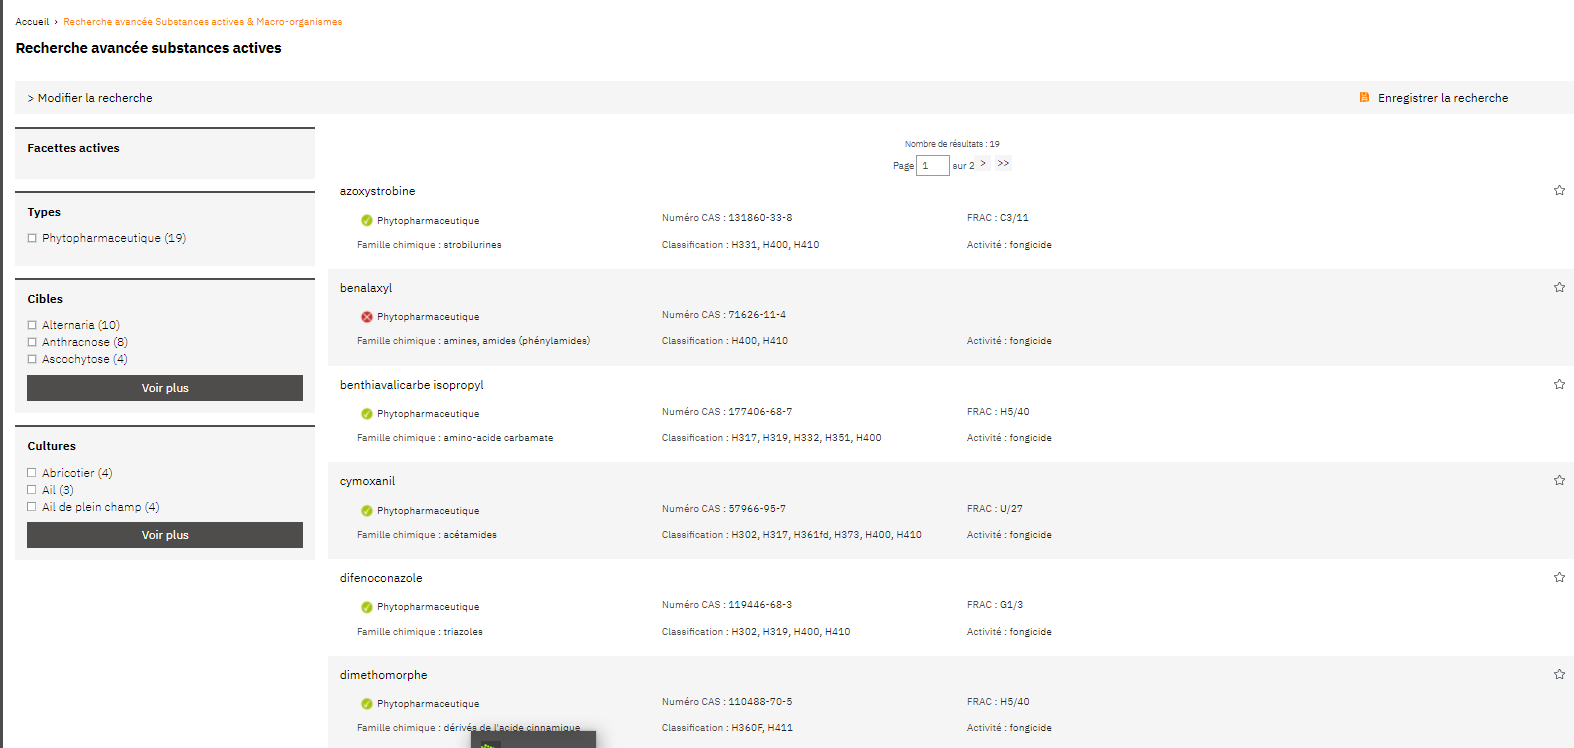 Accueil > Recherche avancée Substances actives & Macro-organismes
Recherche avancée substances actives
> Modifier la recherche
Enregistrer la recherche
Facettes actives
Types
Phytopharmaceutique (19)
Cibles
Alternaria (10)
Anthracnose (8)
Ascochytose (4)
Voir plus
Cultures
Abricotier (4)
Ail (3)
Ail de plein champ (4)
Voir plus
Nombre de résultats : 19
Page 1 sur 2 > >>
azoxystrobine
Phytopharmaceutique Numéro CAS : 131860-33-8 FRAC : C3/11
Famille chimique : strobilurines Classification : H331, H400, H410 Activité : fongicide
benalaxyl
Phytopharmaceutique Numéro CAS : 71626-11-4
Famille chimique : amines, amides (phénylamides) Classification : H400, H410 Activité : fongicide
benthiavalicarbe isopropyl
Phytopharmaceutique Numéro CAS : 177406-68-7 FRAC : H5/40
Famille chimique : amino-acide carbamate Classification : H317, H319, H332, H351, H400 Activité : fongicide
cymoxanil
Phytopharmaceutique Numéro CAS : 57966-95-7 FRAC : U/27
Famille chimique : acétamides Classification : H302, H317, H361fd, H373, H400, H410 Activité : fongicide
difenoconazole
Phytopharmaceutique Numéro CAS : 119446-68-3 FRAC : G1/3
Famille chimique : triazoles Classification : H302, H319, H400, H410 Activité : fongicide
dimethomorphe
Phytopharmaceutique Numéro CAS : 110488-70-5 FRAC : H5/40
Famille chimique : dérivés de l'acide cinnamique Classification : H360F, H411 Activité : fongicide